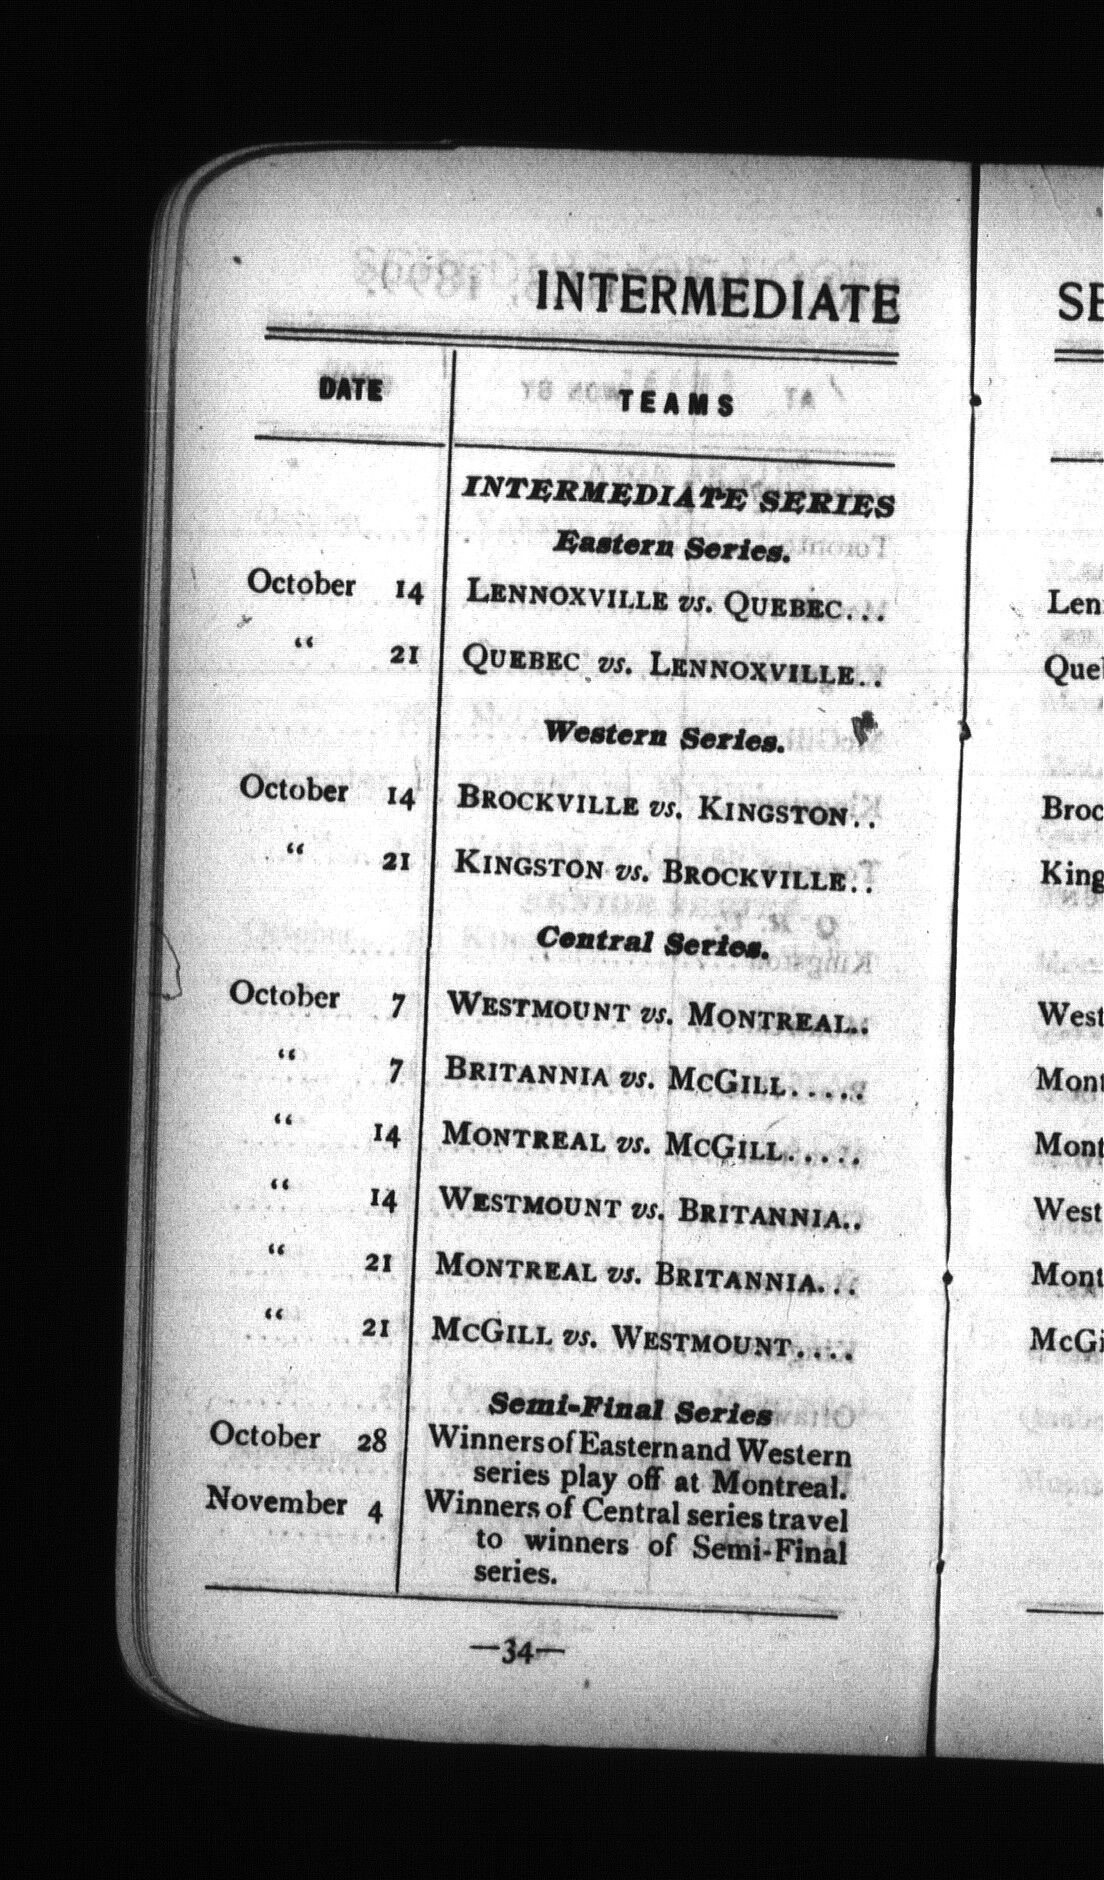 INTERMEDIATE
DATE TEAMS
INTERMEDIATE SERIES
Eastern Series.
October 14 LENNOXVILLE vs. QUEBEC...
“ 21 QUEBEC vs. LENNOXVILLE..
Western Series.
October 14 BROCKVILLE vs. KINGSTON..
“ 21 KINGSTON vs. BROCKVILLE..
Central Series.
October 7 WESTMOUNT vs. MONTREAL..
“ 7 BRITANNIA vs. MCGILL.....
“ 14 MONTREAL vs. MCGILL.....
“ 14 WESTMOUNT vs. BRITANNIA..
“ 21 MONTREAL vs. BRITANNIA...
“ 21 MCGILL vs. WESTMOUNT....
Semi-Final Series
October 28 Winners of Eastern and Western
series play off at Montreal.
November 4 Winners of Central series travel
to winners of Semi-Final
series.
—34—
SE
Len
Que
Broc
King
West
Mont
Mont
West
Mont
McGi